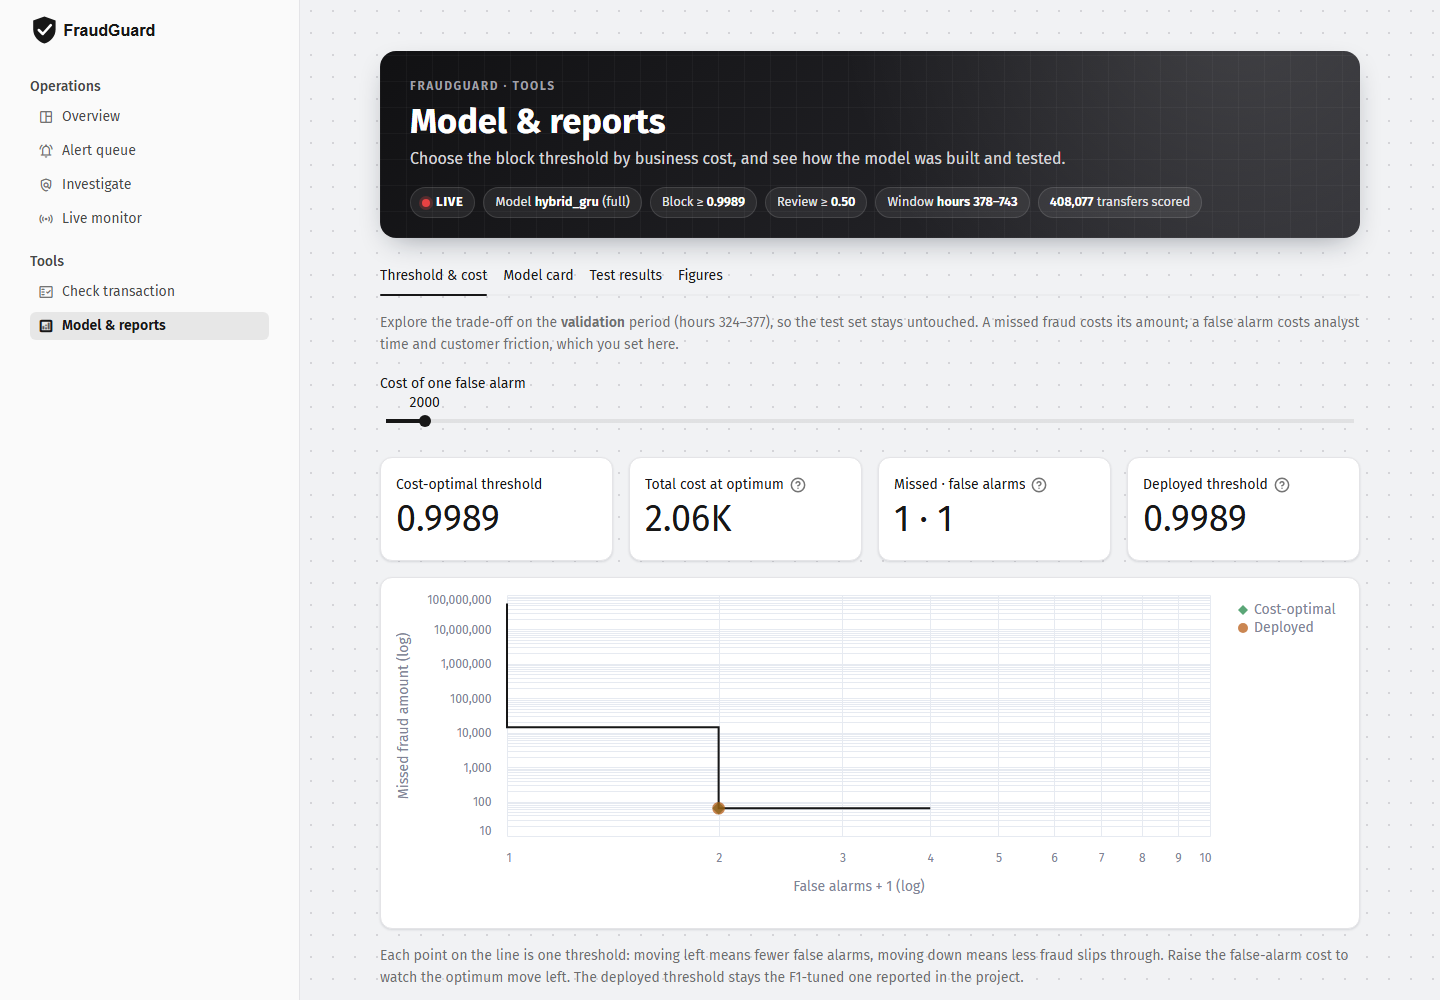 FraudGuard
Operations
Overview
Alert queue
Investigate
Live monitor
Tools
Check transaction
Model & reports
FRAUDGUARD · TOOLS
Model & reports
Choose the block threshold by business cost, and see how the model was built and tested.
LIVE
Model hybrid_gru (full)
Block ≥ 0.9989
Review ≥ 0.50
Window hours 378–743
408,077 transfers scored
Threshold & cost
Model card
Test results
Figures
Explore the trade-off on the validation period (hours 324–377), so the test set stays untouched. A missed fraud costs its amount; a false alarm costs analyst
time and customer friction, which you set here.
Cost of one false alarm
2000
Cost-optimal threshold
0.9989
Total cost at optimum
2.06K
Missed · false alarms
1 · 1
Deployed threshold
0.9989
Missed fraud amount (log)
100,000,000
10,000,000
1,000,000
100,000
10,000
1,000
100
10
1 2 3 4 5 6 7 8 9 10
False alarms + 1 (log)
Cost-optimal
Deployed
Each point on the line is one threshold: moving left means fewer false alarms, moving down means less fraud slips through. Raise the false-alarm cost to
watch the optimum move left. The deployed threshold stays the F1-tuned one reported in the project.